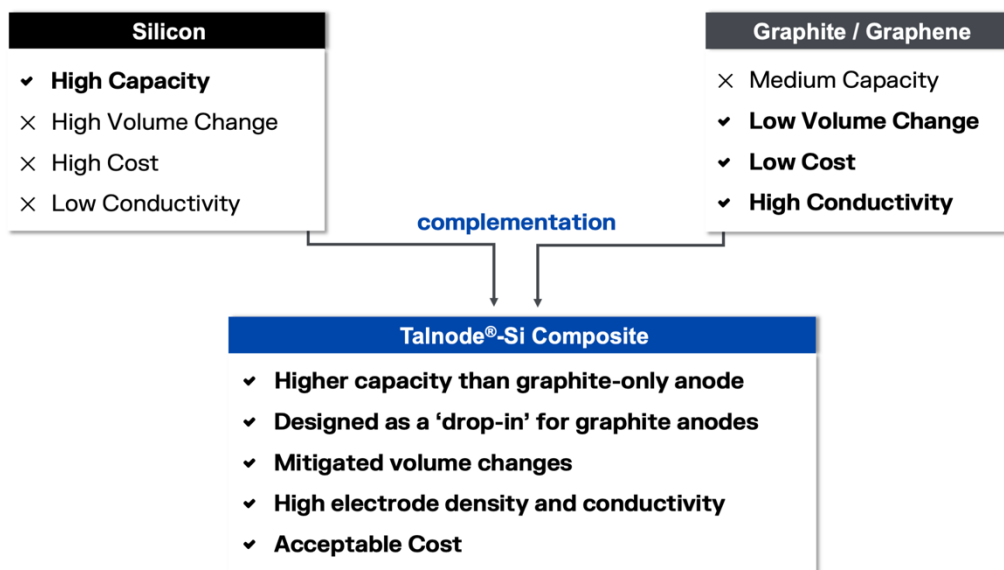 Silicon
✓ High Capacity
× High Volume Change
× High Cost
× Low Conductivity
Graphite / Graphene
× Medium Capacity
✓ Low Volume Change
✓ Low Cost
✓ High Conductivity
complementation
Talnode®-Si Composite
✓ Higher capacity than graphite-only anode
✓ Designed as a ‘drop-in’ for graphite anodes
✓ Mitigated volume changes
✓ High electrode density and conductivity
✓ Acceptable Cost